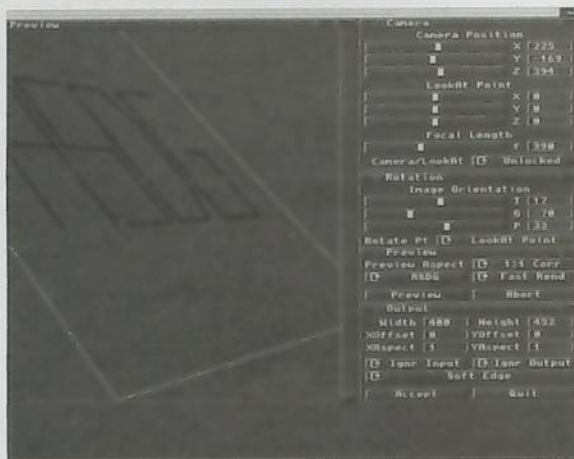 Preview
Camera
Camera Position
X 225
Y -169
Z 394
LookAt Point
X 0
Y 0
Z 0
Focal Length
F 390
Camera/LookAt Unlocked
Rotation
Image Orientation
T 17
G 70
P 32
Rotate Pt LookAt Point
Preview
Preview Aspect 1:1 Corr
ASDG Fast Rend
Preview Abort
Output
Width 400 Height 452
XOffset 0 YOffset 0
XAspect 1 YAspect 1
Ignr Input Ignr Output
Soft Edge
Accept Quit